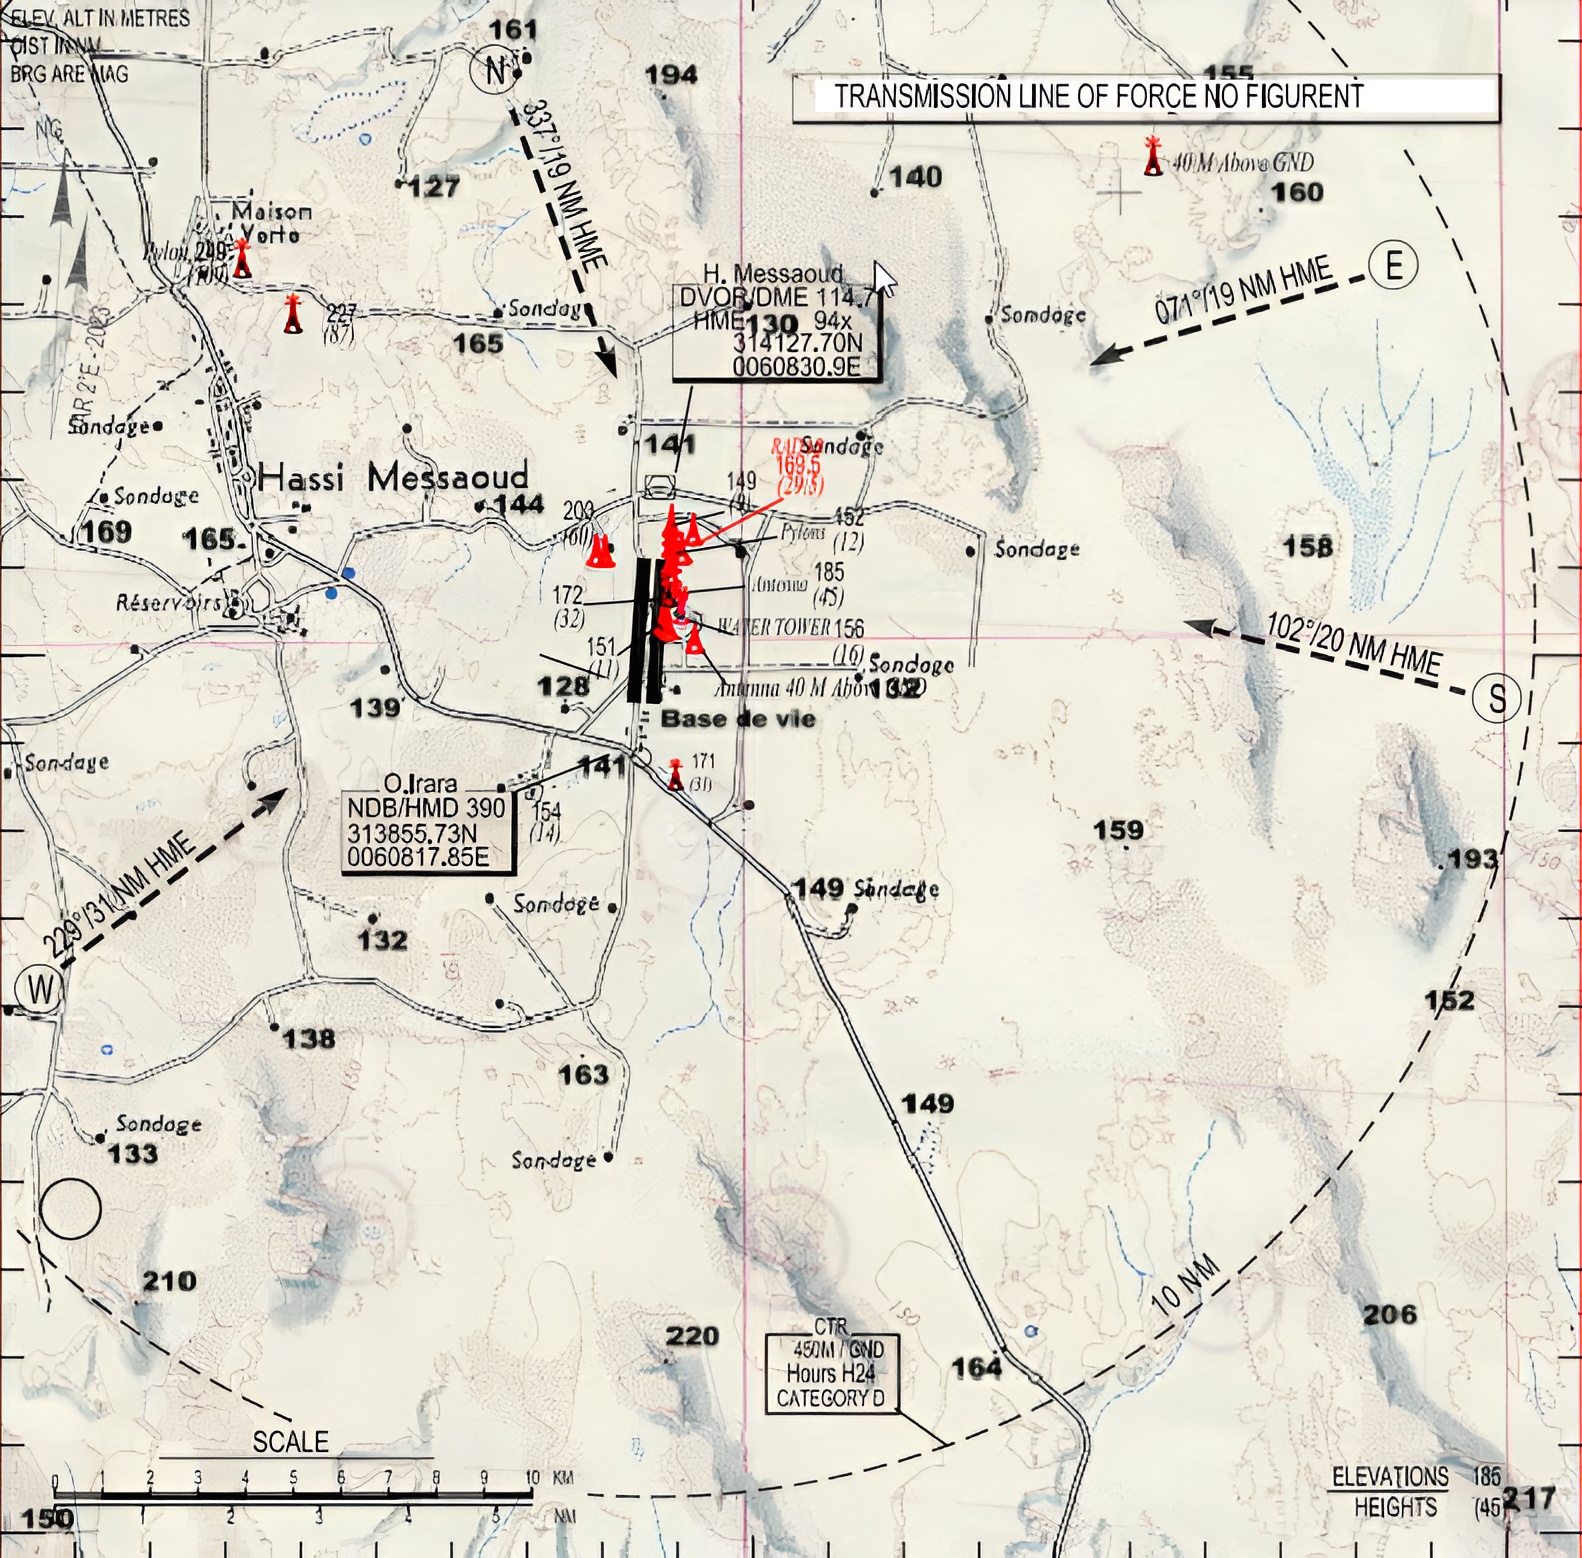 ELEV, ALT IN METRES
DIST IN NM
BRG ARE MAG
161
N
194
155
TRANSMISSION LINE OF FORCE NO FIGURENT
337°/19 NM HME
40 M Above GND
127
140
160
Maison
Verte
Pylon 249
(109)
E
071°/19 NM HME
H. Messaoud
DVOR/DME 114.7
HME 94x
130
314127.70N
0060830.9E
227
(87)
Sondage
165
Sondage
Sondage
141
RADAR
Sondage
169.5
(29.5)
Hassi Messaoud
149
(9)
Sondage
144
200
(60)
169
165
152
(12)
Pylons
Sondage
158
185
(45)
Antenna
172
(32)
Réservoirs
WATER TOWER 156
(16)
102°/20 NM HME
151
(11)
Sondage
128
Antenna 40 M Above GND
132
S
139
Base de vie
Sondage
141
171
(31)
O.Irara
NDB/HMD 390
313855.73N
0060817.85E
154
(14)
159
193
229°/31 NM HME
149 Sondage
Sondage
132
W
152
138
163
149
Sondage
133
Sondage
210
10 NM
206
220
CTR
450M / GND
Hours H24
CATEGORY D
164
SCALE
0 1 2 3 4 5 6 7 8 9 10 KM
1 2 3 4 5 NM
150
ELEVATIONS 185
HEIGHTS (45)
217